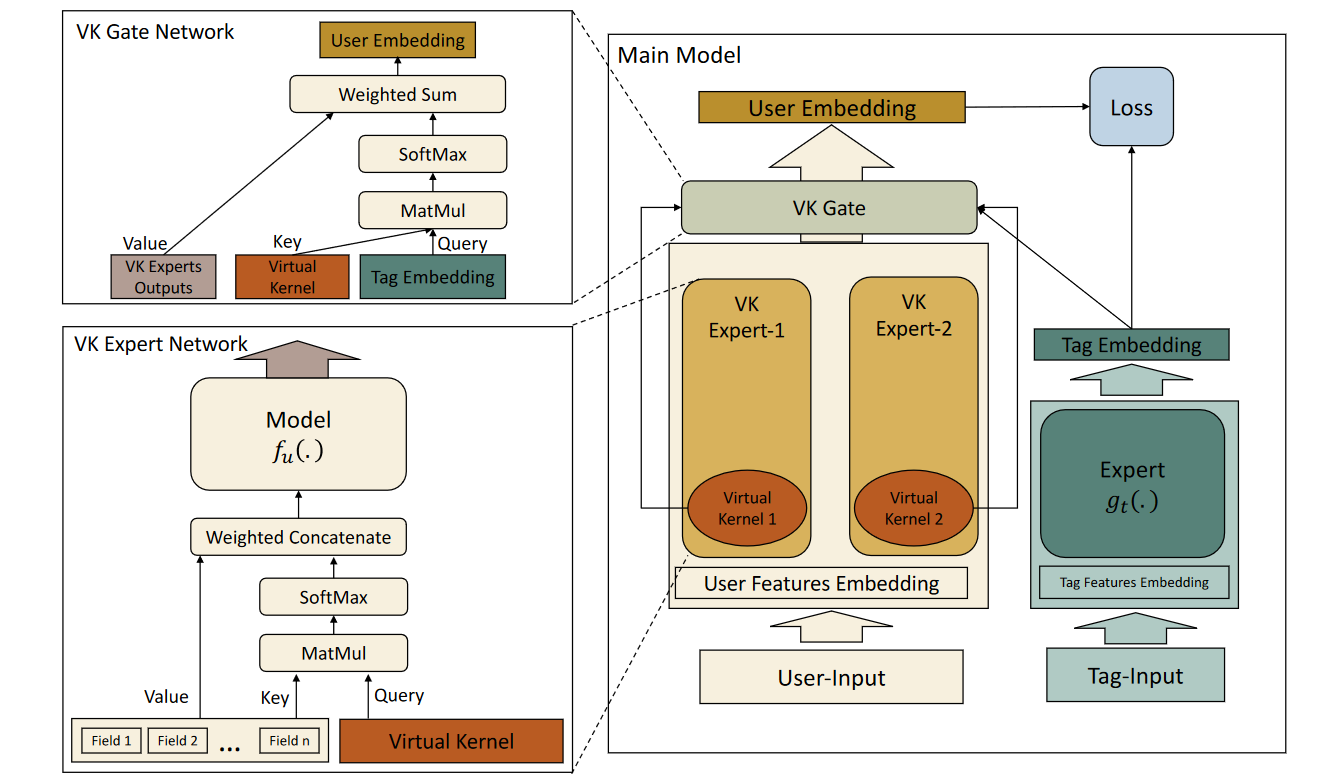 VK Gate Network
User Embedding
Weighted Sum
SoftMax
MatMul
Value
Key
Query
VK Experts
Outputs
Virtual
Kernel
Tag Embedding
VK Expert Network
Model
fᵤ(.)
Weighted Concatenate
SoftMax
MatMul
Value
Key
Query
Field 1
Field 2
...
Field n
Virtual Kernel
Main Model
User Embedding
Loss
VK Gate
VK
Expert-1
VK
Expert-2
Virtual
Kernel 1
Virtual
Kernel 2
User Features Embedding
User-Input
Tag Embedding
Expert
gₜ(.)
Tag Features Embedding
Tag-Input